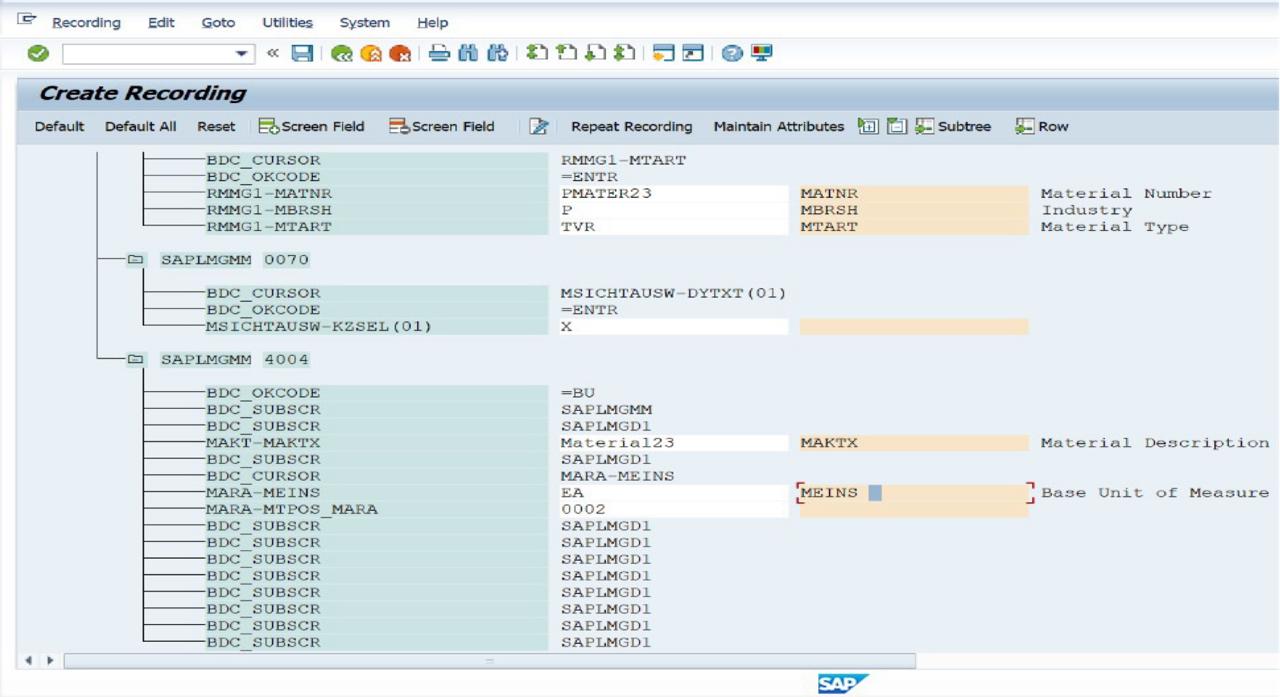 Recording Edit Goto Utilities System Help
«
Create Recording
Default Default All Reset Screen Field Screen Field Repeat Recording Maintain Attributes Subtree Row
BDC_CURSOR RMMG1-MTART
BDC_OKCODE =ENTR
RMMG1-MATNR PMATER23 MATNR Material Number
RMMG1-MBRSH P MBRSH Industry
RMMG1-MTART TVR MTART Material Type
SAPLMGMM 0070
BDC_CURSOR MSICHTAUSW-DYTXT(01)
BDC_OKCODE =ENTR
MSICHTAUSW-KZSEL(01) X
SAPLMGMM 4004
BDC_OKCODE =BU
BDC_SUBSCR SAPLMGMM
BDC_SUBSCR SAPLMGD1
MAKT-MAKTX Material23 MAKTX Material Description
BDC_SUBSCR SAPLMGD1
BDC_CURSOR MARA-MEINS
MARA-MEINS EA MEINS Base Unit of Measure
MARA-MTPOS_MARA 0002
BDC_SUBSCR SAPLMGD1
BDC_SUBSCR SAPLMGD1
BDC_SUBSCR SAPLMGD1
BDC_SUBSCR SAPLMGD1
BDC_SUBSCR SAPLMGD1
BDC_SUBSCR SAPLMGD1
BDC_SUBSCR SAPLMGD1
BDC_SUBSCR SAPLMGD1
SAP